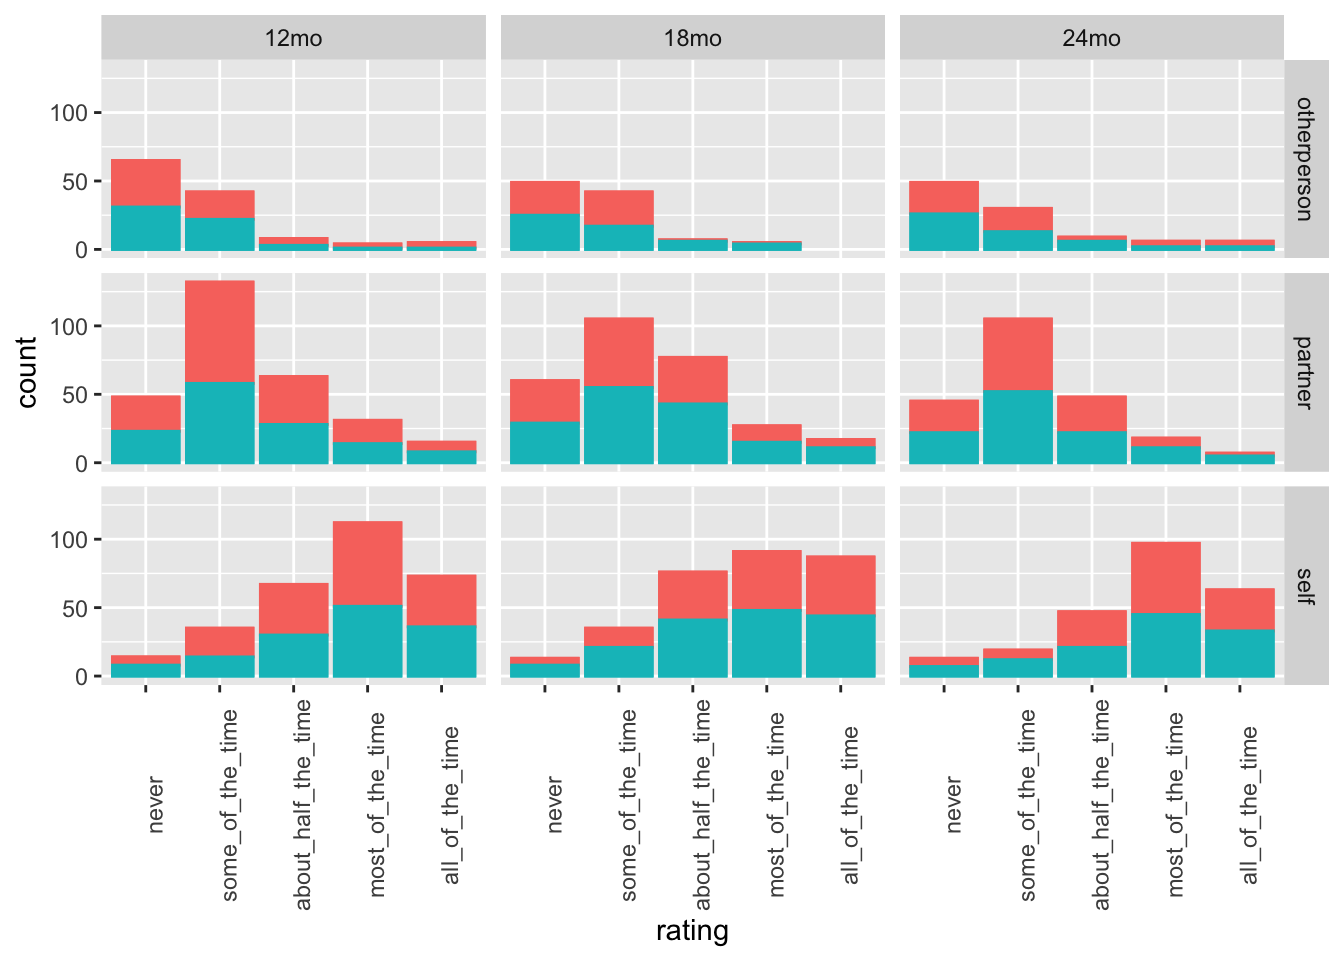 12mo 18mo 24mo
otherperson
100
50
0
partner
100
50
0
self
100
50
0
count
never some_of_the_time about_half_the_time most_of_the_time all_of_the_time
never some_of_the_time about_half_the_time most_of_the_time all_of_the_time
never some_of_the_time about_half_the_time most_of_the_time all_of_the_time
rating